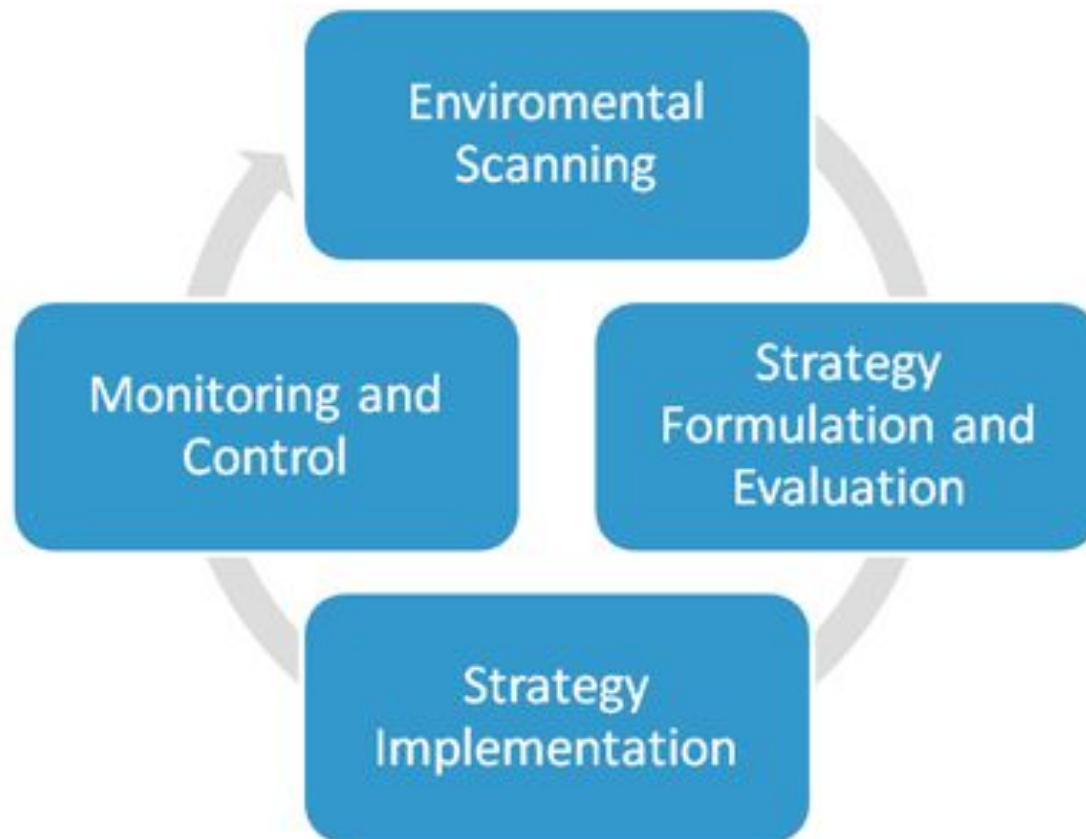 Enviromental
Scanning
Strategy
Formulation and
Evaluation
Strategy
Implementation
Monitoring and
Control